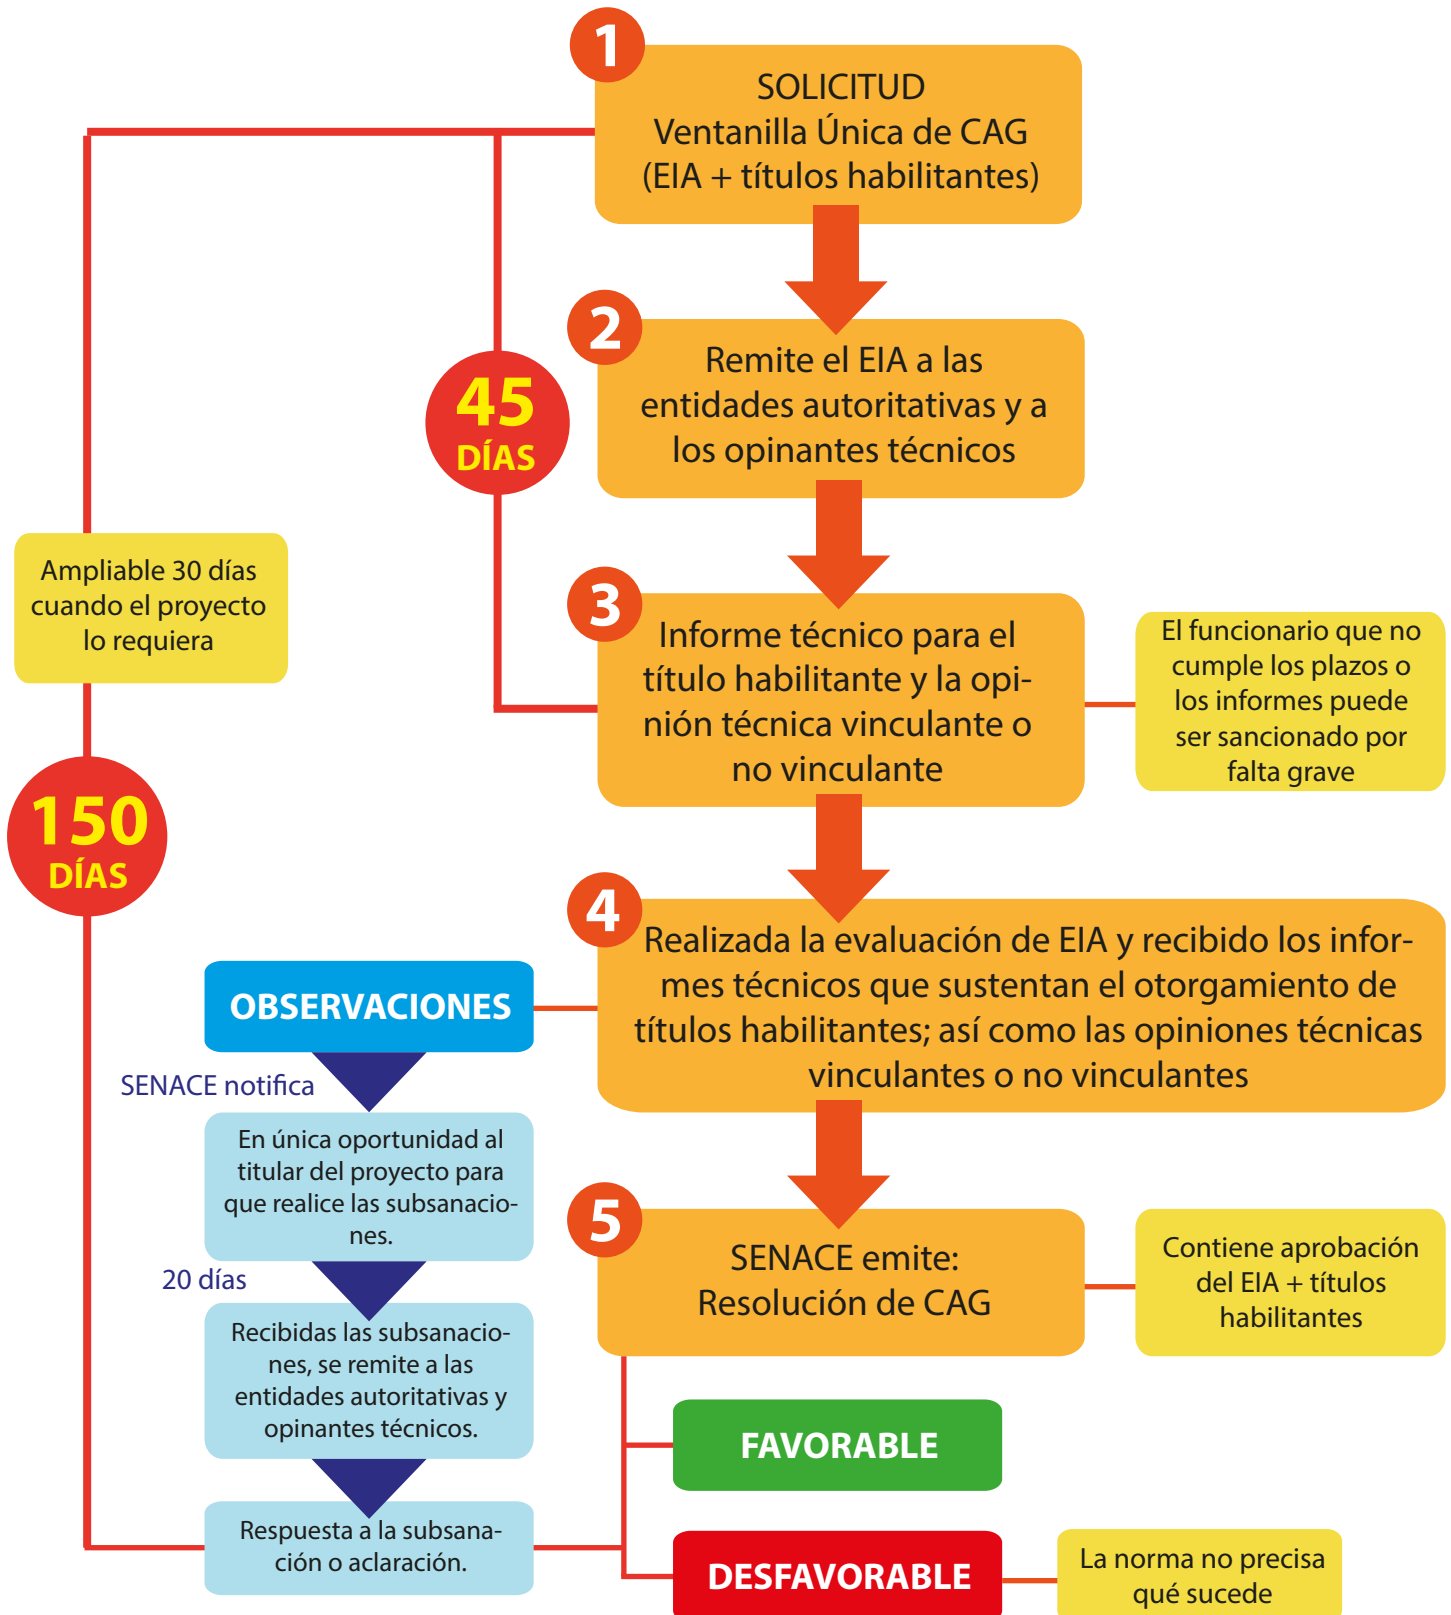 1
SOLICITUD
Ventanilla Única de CAG
(EIA + títulos habilitantes)
2
Remite el EIA a las
entidades autoritativas y a
los opinantes técnicos
45
DÍAS
Ampliable 30 días
cuando el proyecto
lo requiera
3
Informe técnico para el
título habilitante y la opi-
nión técnica vinculante o
no vinculante
El funcionario que no
cumple los plazos o
los informes puede
ser sancionado por
falta grave
150
DÍAS
4
Realizada la evaluación de EIA y recibido los infor-
mes técnicos que sustentan el otorgamiento de
títulos habilitantes; así como las opiniones técnicas
vinculantes o no vinculantes
OBSERVACIONES
SENACE notifica
En única oportunidad al
titular del proyecto para
que realice las subsanacio-
nes.
20 días
Recibidas las subsanacio-
nes, se remite a las
entidades autoritativas y
opinantes técnicos.
Respuesta a la subsana-
ción o aclaración.
5
SENACE emite:
Resolución de CAG
Contiene aprobación
del EIA + títulos
habilitantes
FAVORABLE
DESFAVORABLE
La norma no precisa
qué sucede